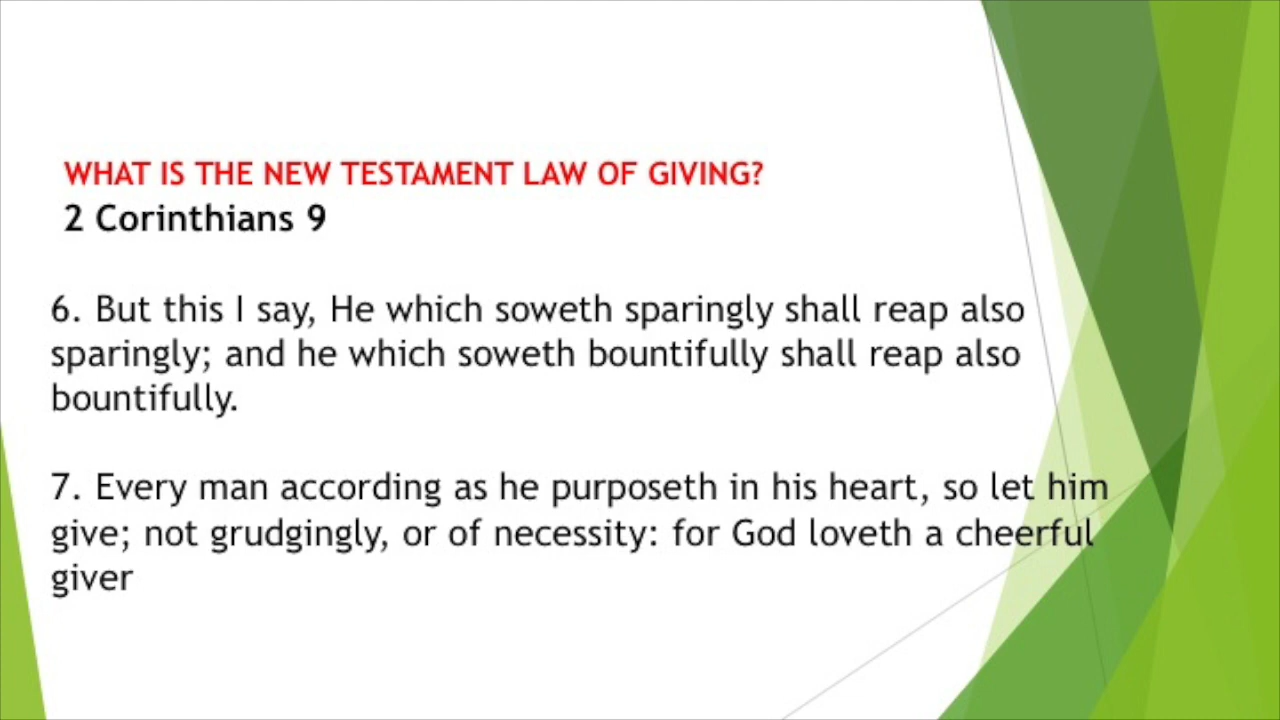 WHAT IS THE NEW TESTAMENT LAW OF GIVING?
2 Corinthians 9
6. But this I say, He which soweth sparingly shall reap also
sparingly; and he which soweth bountifully shall reap also
bountifully.
7. Every man according as he purposeth in his heart, so let him
give; not grudgingly, or of necessity: for God loveth a cheerful
giver